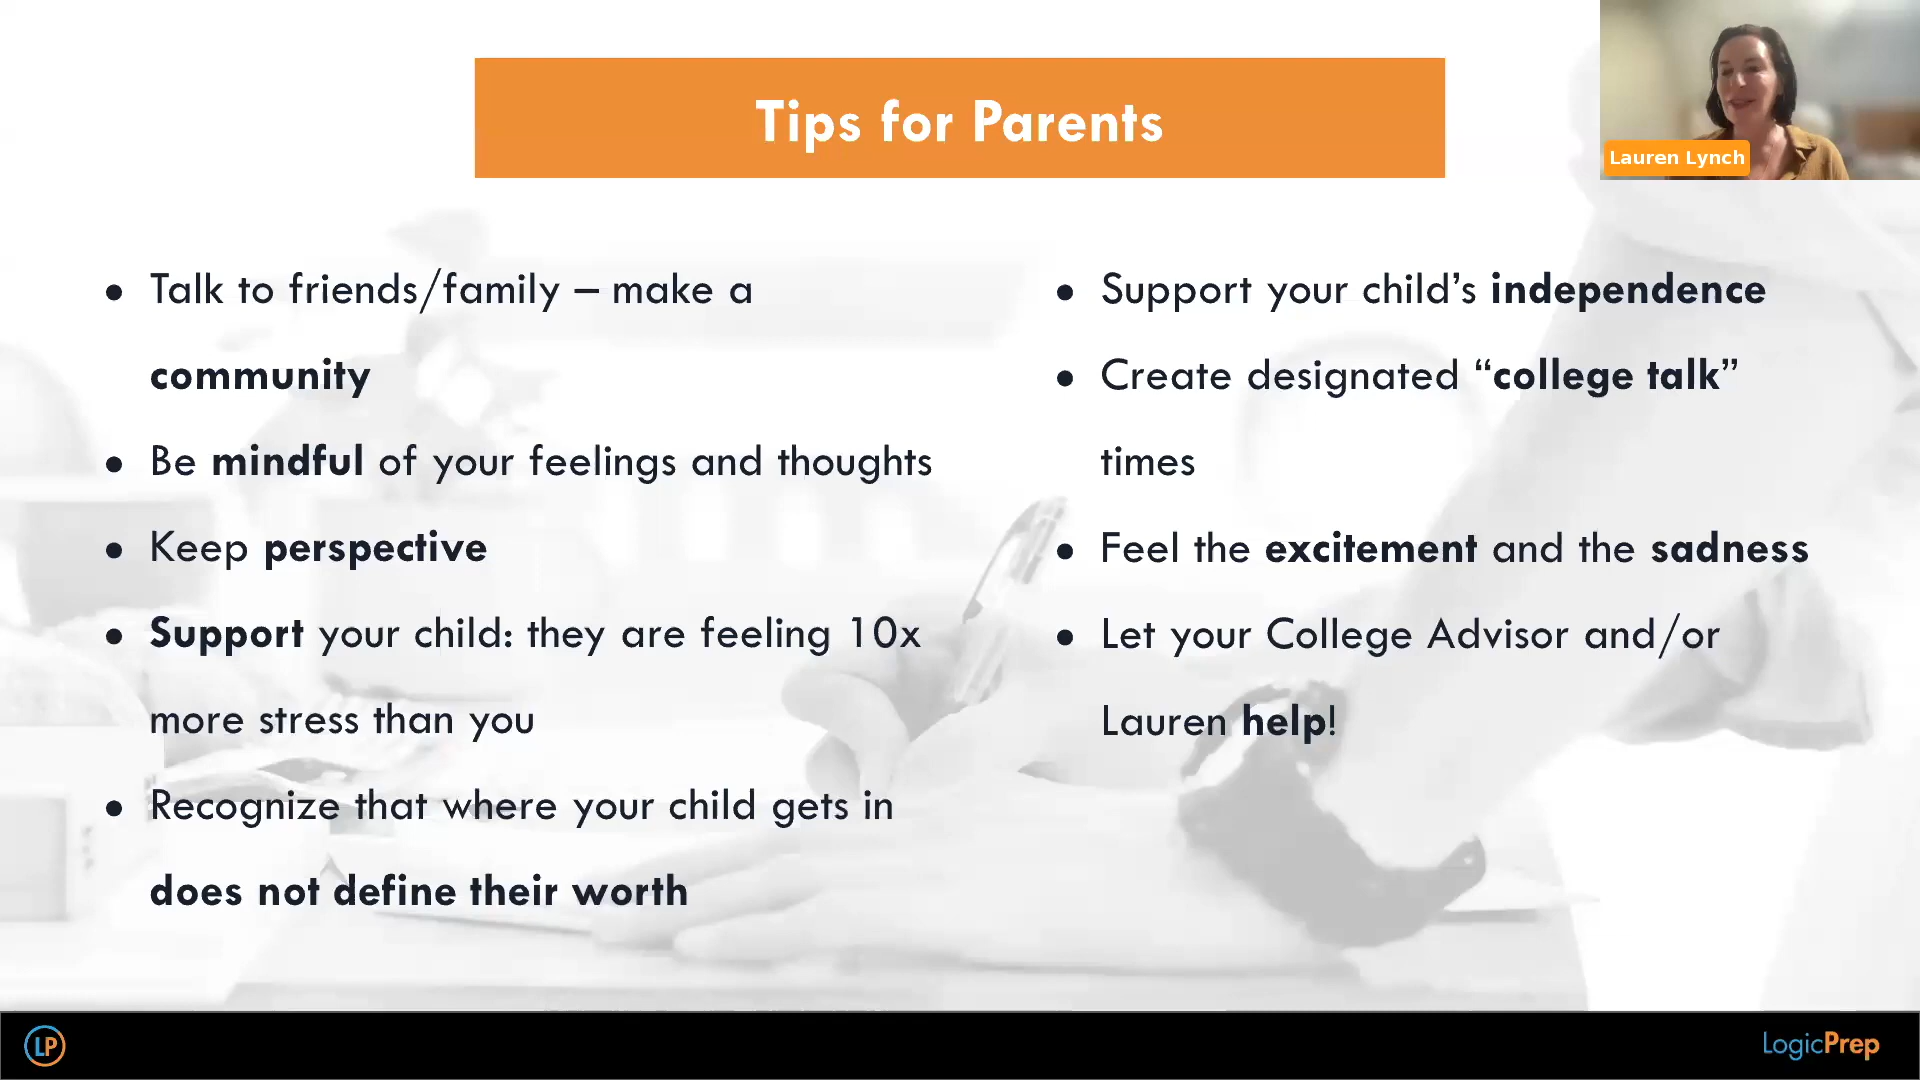 Tips for Parents
Lauren Lynch
● Talk to friends/family – make a
community
● Be mindful of your feelings and thoughts
● Keep perspective
● Support your child: they are feeling 10x
more stress than you
● Recognize that where your child gets in
does not define their worth
● Support your child’s independence
● Create designated “college talk”
times
● Feel the excitement and the sadness
● Let your College Advisor and/or
Lauren help!
LP
LogicPrep